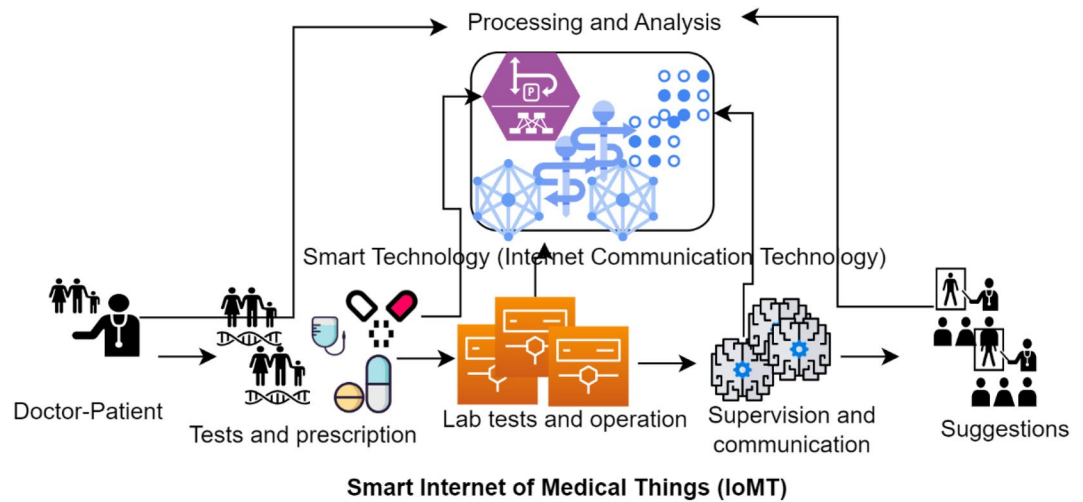 Processing and Analysis
P
Smart Technology (Internet Communication Technology)
Doctor-Patient
Tests and prescription
Lab tests and operation
Supervision and
communication
Suggestions
Smart Internet of Medical Things (IoMT)